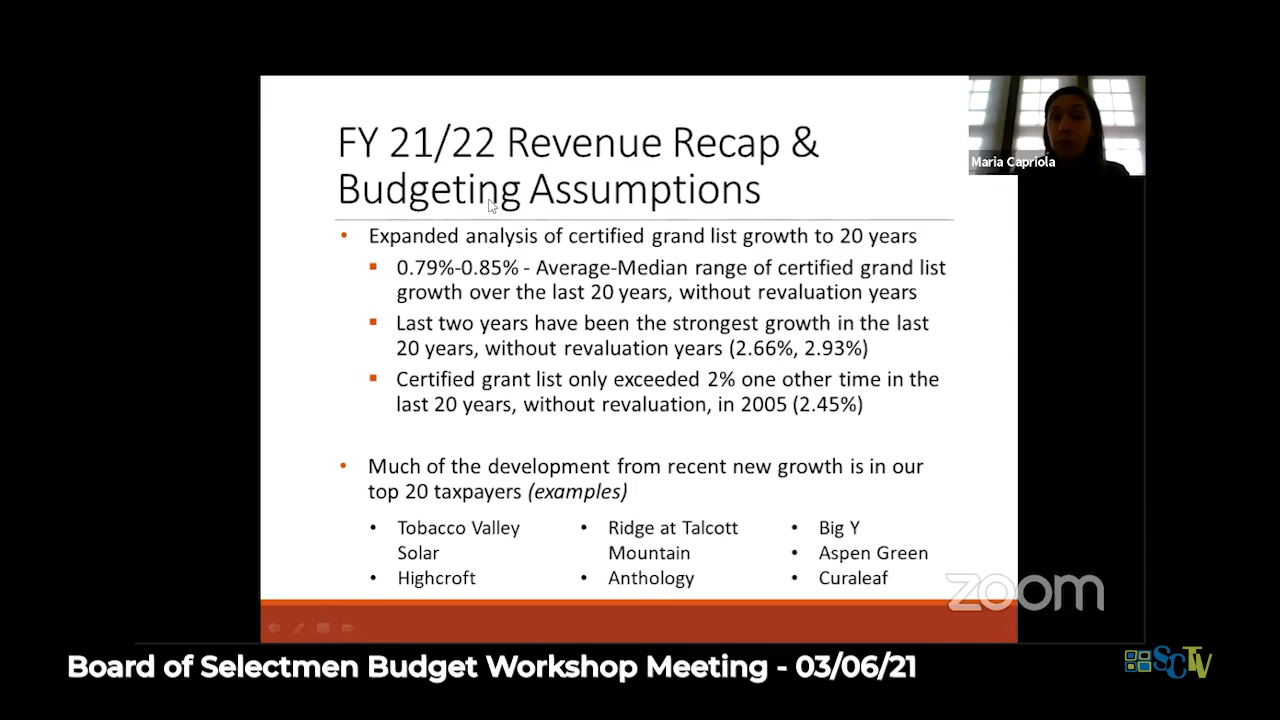 FY 21/22 Revenue Recap &
Budgeting Assumptions
Maria Capriola
• Expanded analysis of certified grand list growth to 20 years
▪ 0.79%-0.85% - Average-Median range of certified grand list
growth over the last 20 years, without revaluation years
▪ Last two years have been the strongest growth in the last
20 years, without revaluation years (2.66%, 2.93%)
▪ Certified grant list only exceeded 2% one other time in the
last 20 years, without revaluation, in 2005 (2.45%)
• Much of the development from recent new growth is in our
top 20 taxpayers (examples)
• Tobacco Valley
Solar
• Highcroft
• Ridge at Talcott
Mountain
• Anthology
• Big Y
• Aspen Green
• Curaleaf
zoom
Board of Selectmen Budget Workshop Meeting - 03/06/21
SCTV